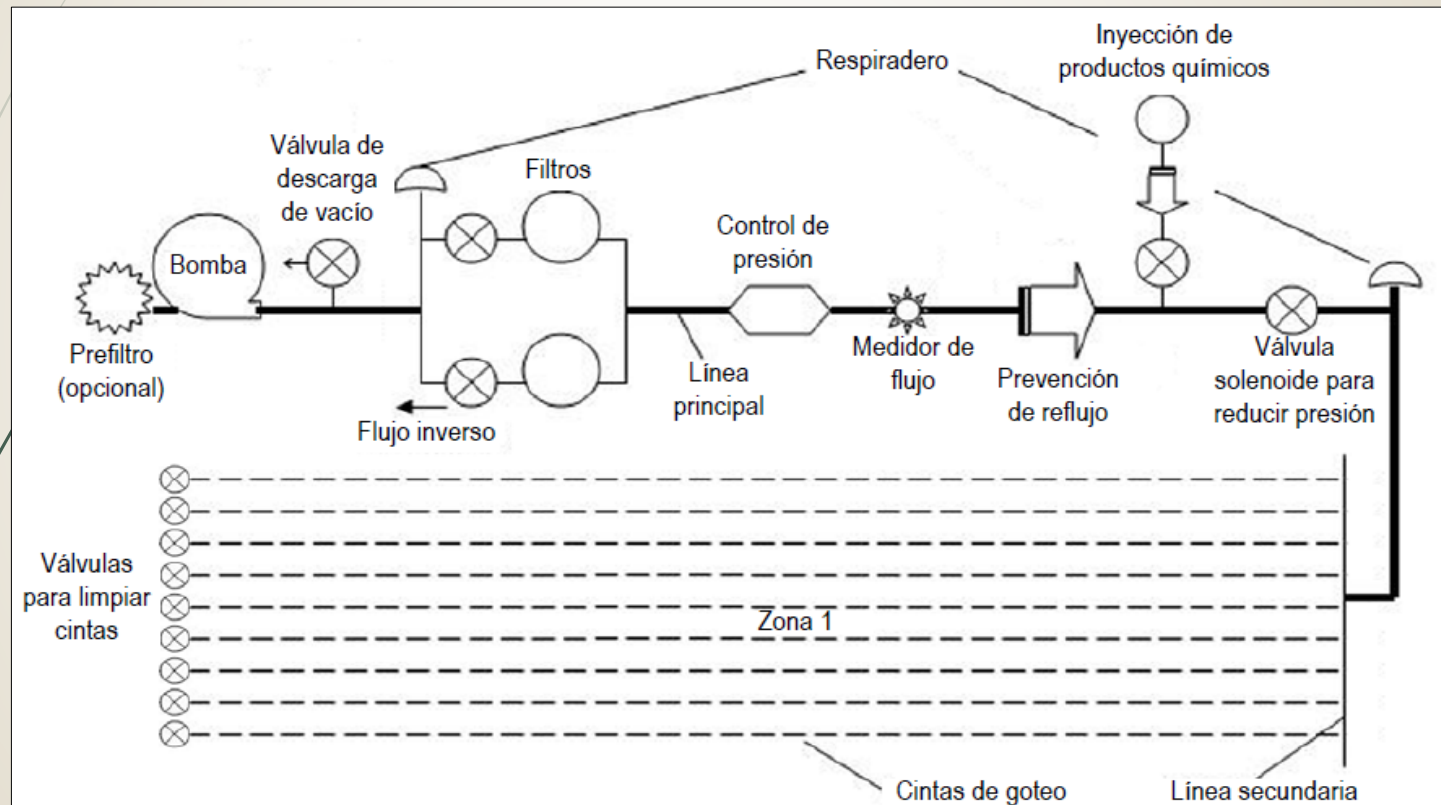 Respiradero
Inyección de
productos químicos
Válvula de
descarga
de vacío
Filtros
Control de
presión
Bomba
Prefiltro
(opcional)
Flujo inverso
Línea
principal
Medidor de
flujo
Prevención
de reflujo
Válvula
solenoide para
reducir presión
Válvulas
para limpiar
cintas
Zona 1
Cintas de goteo
Línea secundaria